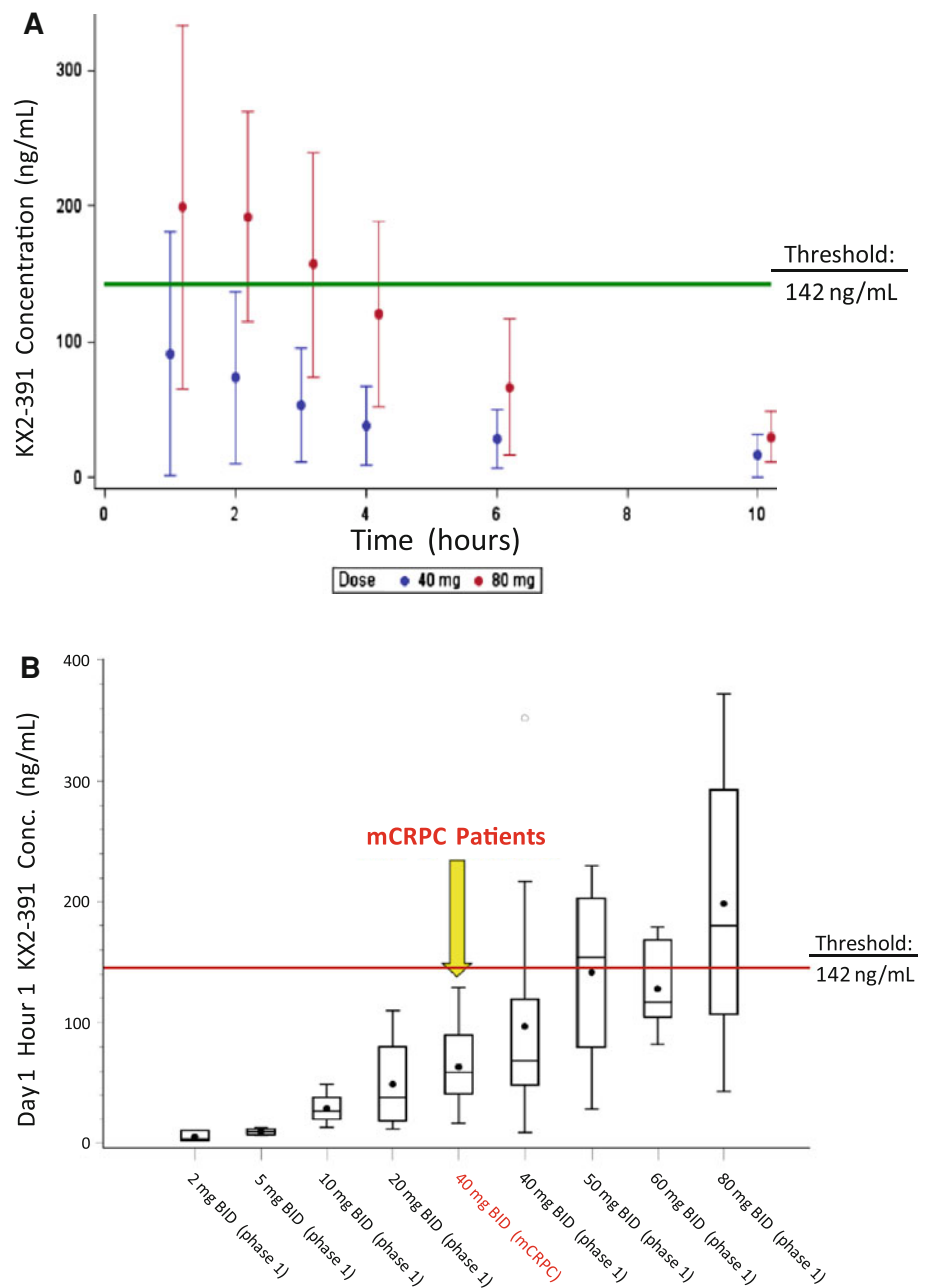 A
KX2-391 Concentration (ng/mL)
300
200
100
0
Threshold:
142 ng/mL
0 2 4 6 8 10
Time (hours)
Dose 40 mg 80 mg
B
Day 1 Hour 1 KX2-391 Conc. (ng/mL)
400
300
200
100
0
mCRPC Patients
Threshold:
142 ng/mL
2 mg BID (phase 1)
5 mg BID (phase 1)
10 mg BID (phase 1)
20 mg BID (phase 1)
40 mg BID (mCRPC)
40 mg BID (phase 1)
50 mg BID (phase 1)
60 mg BID (phase 1)
80 mg BID (phase 1)